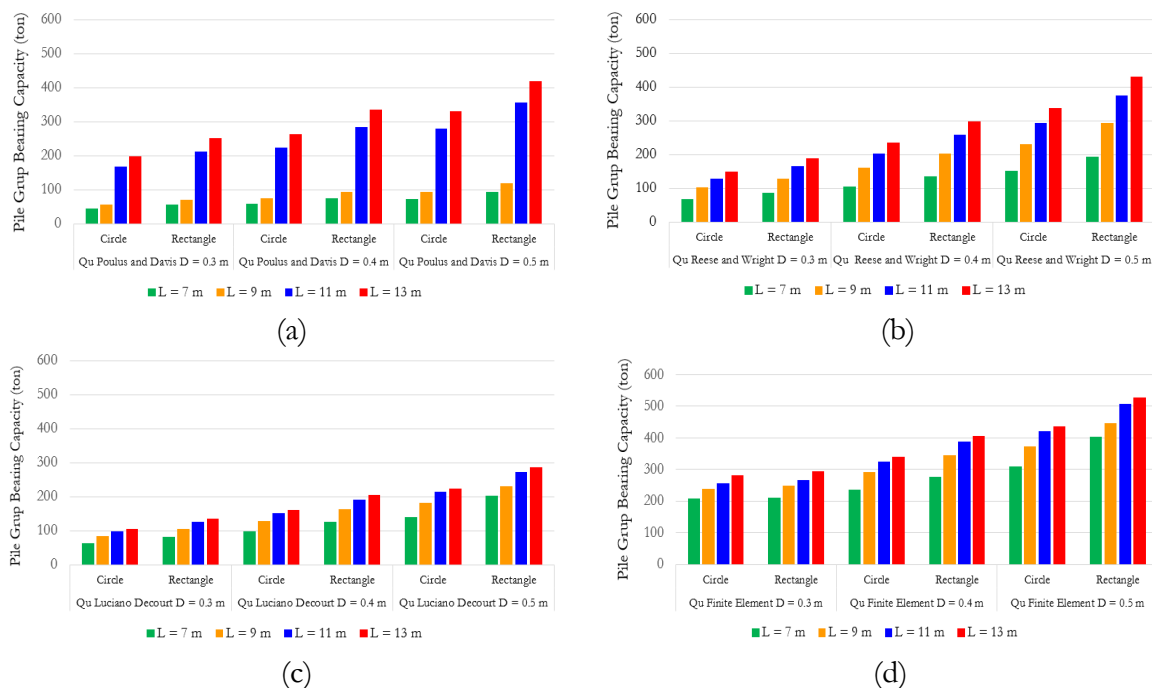 Pile Grup Bearing Capacity (ton)
600
500
400
300
200
100
0
Circle Rectangle Circle Rectangle Circle Rectangle
Qu Poulus and Davis D = 0.3 m Qu Poulus and Davis D = 0.4 m Qu Poulus and Davis D = 0.5 m
L = 7 m L = 9 m L = 11 m L = 13 m
(a)
Pile Grup Bearing Capacity (ton)
600
500
400
300
200
100
0
Circle Rectangle Circle Rectangle Circle Rectangle
Qu Reese and Wright D = 0.3 m Qu Reese and Wright D = 0.4 m Qu Reese and Wright D = 0.5 m
L = 7 m L = 9 m L = 11 m L = 13 m
(b)
Pile Grup Bearing Capacity (ton)
600
500
400
300
200
100
0
Circle Rectangle Circle Rectangle Circle Rectangle
Qu Luciano Decourt D = 0.3 m Qu Luciano Decourt D = 0.4 m Qu Luciano Decourt D = 0.5 m
L = 7 m L = 9 m L = 11 m L = 13 m
(c)
Pile Grup Bearing Capacity (ton)
600
500
400
300
200
100
0
Circle Rectangle Circle Rectangle Circle Rectangle
Qu Finite Element D = 0.3 m Qu Finite Element D = 0.4 m Qu Finite Element D = 0.5 m
L = 7 m L = 9 m L = 11 m L = 13 m
(d)